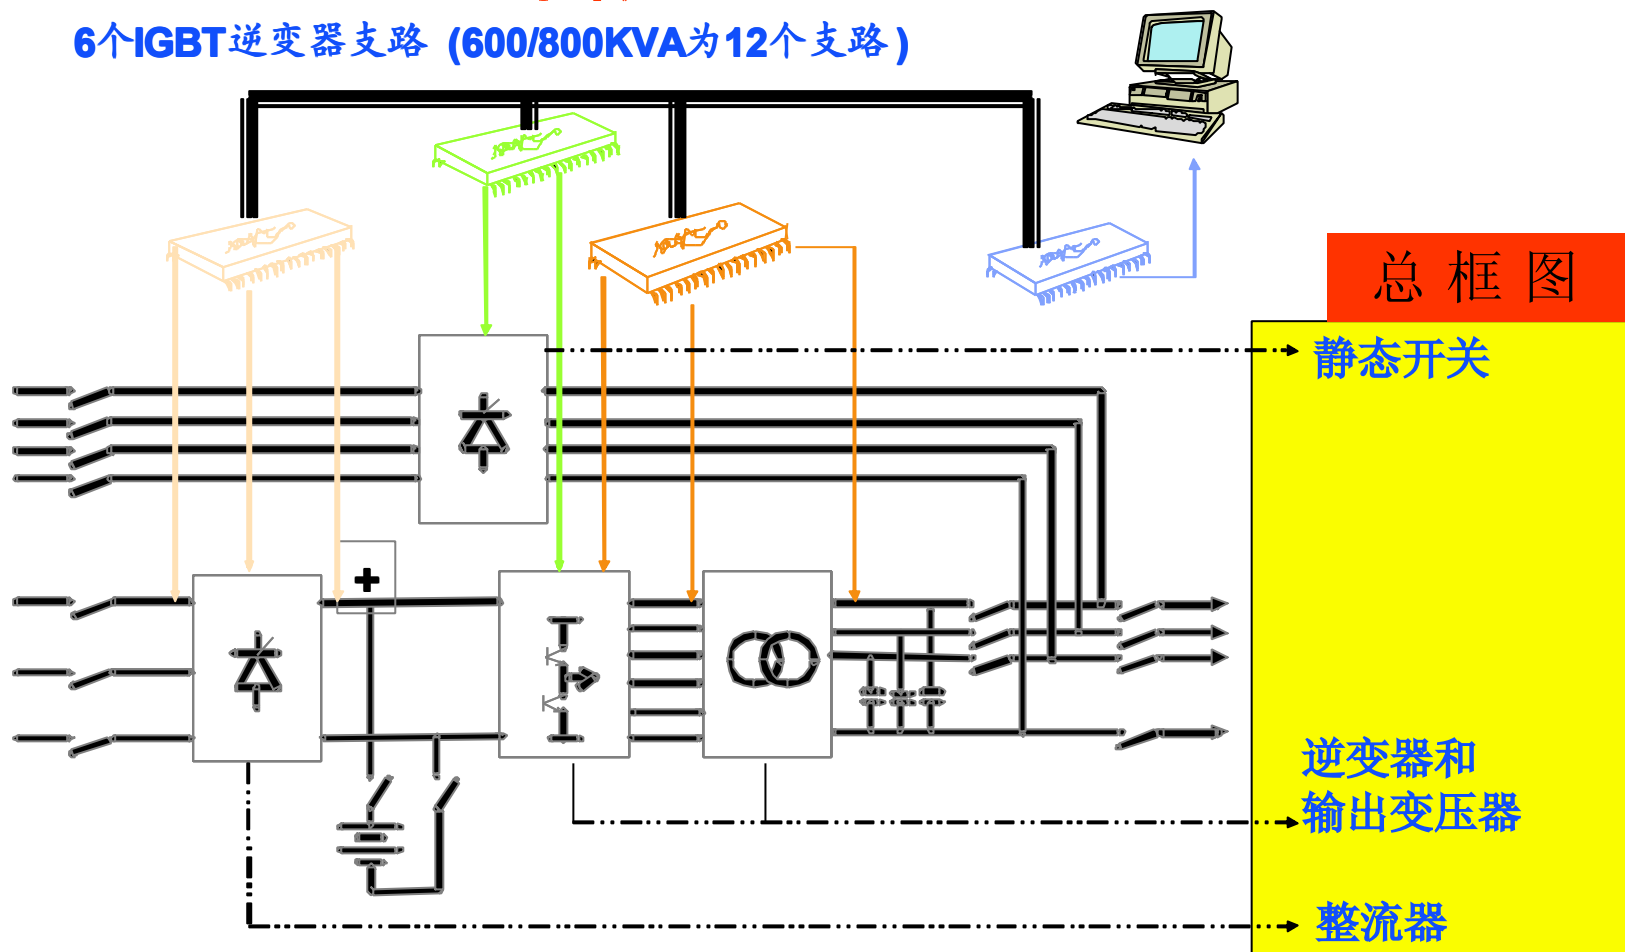 6个IGBT逆变器支路 (600/800KVA为12个支路)
总框图
静态开关
+
逆变器和
输出变压器
整流器